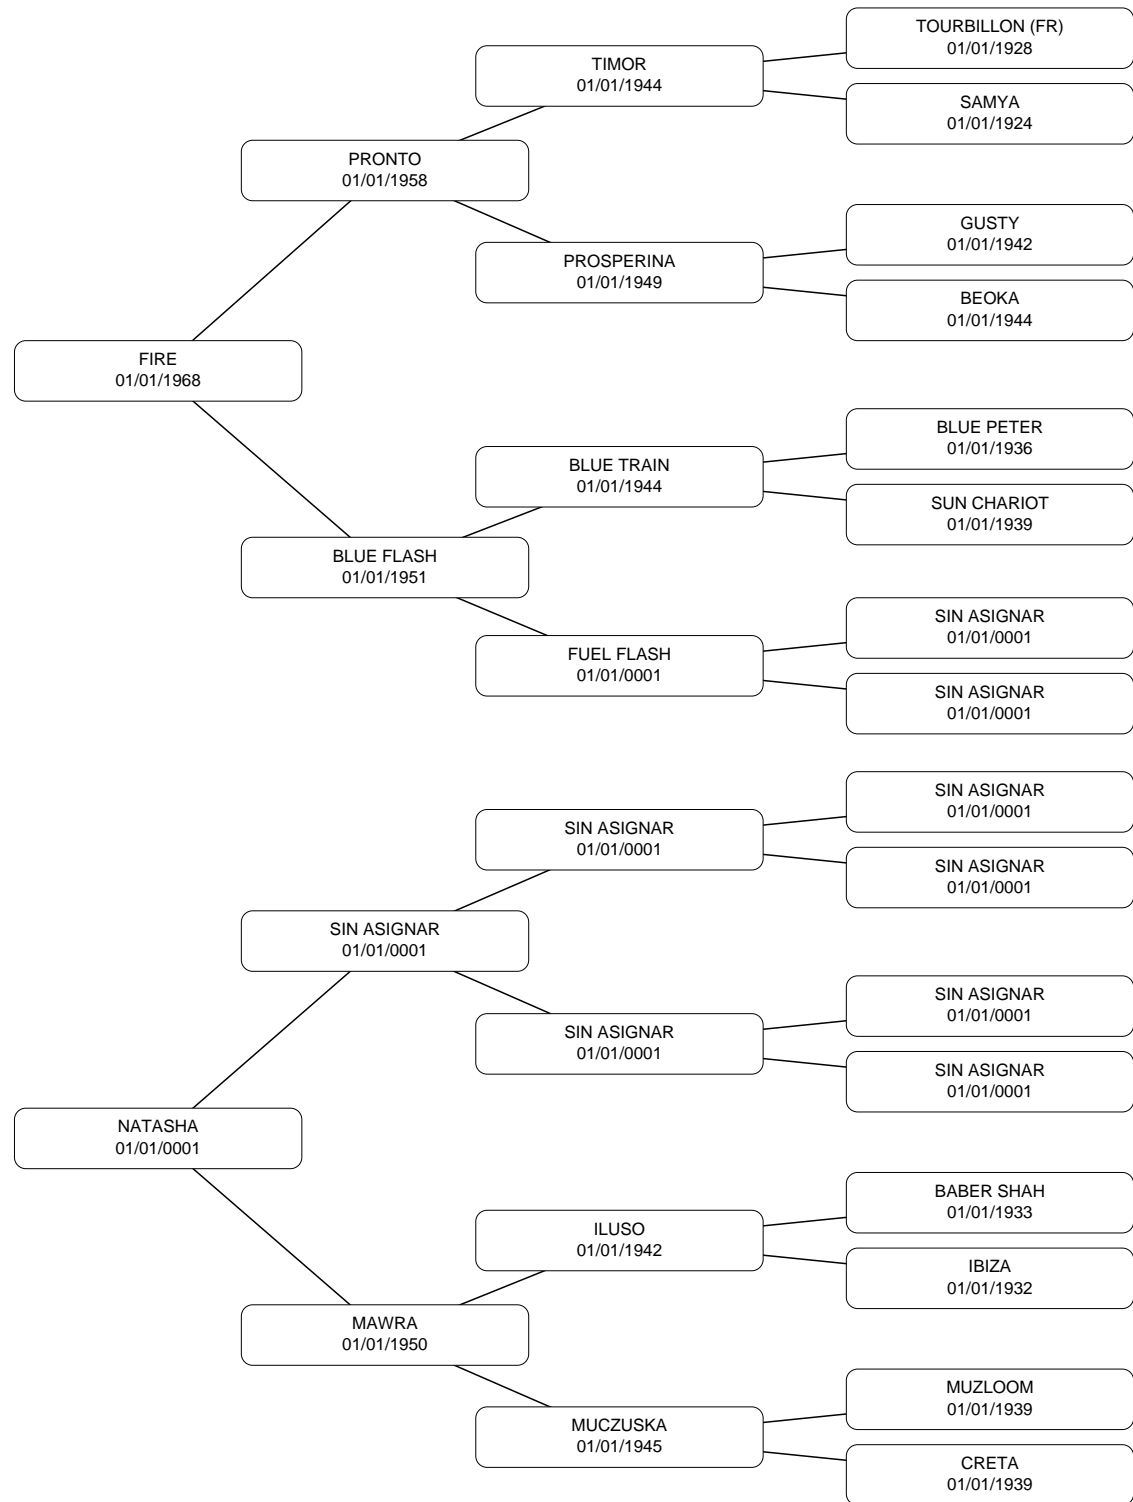 TOURBILLON (FR)
01/01/1928
TIMOR
01/01/1944
SAMYA
01/01/1924
PRONTO
01/01/1958
GUSTY
01/01/1942
PROSPERINA
01/01/1949
BEOKA
01/01/1944
FIRE
01/01/1968
BLUE PETER
01/01/1936
BLUE TRAIN
01/01/1944
SUN CHARIOT
01/01/1939
BLUE FLASH
01/01/1951
SIN ASIGNAR
01/01/0001
FUEL FLASH
01/01/0001
SIN ASIGNAR
01/01/0001
SIN ASIGNAR
01/01/0001
SIN ASIGNAR
01/01/0001
SIN ASIGNAR
01/01/0001
SIN ASIGNAR
01/01/0001
SIN ASIGNAR
01/01/0001
SIN ASIGNAR
01/01/0001
SIN ASIGNAR
01/01/0001
NATASHA
01/01/0001
BABER SHAH
01/01/1933
ILUSO
01/01/1942
IBIZA
01/01/1932
MAWRA
01/01/1950
MUZLOOM
01/01/1939
MUCZUSKA
01/01/1945
CRETA
01/01/1939